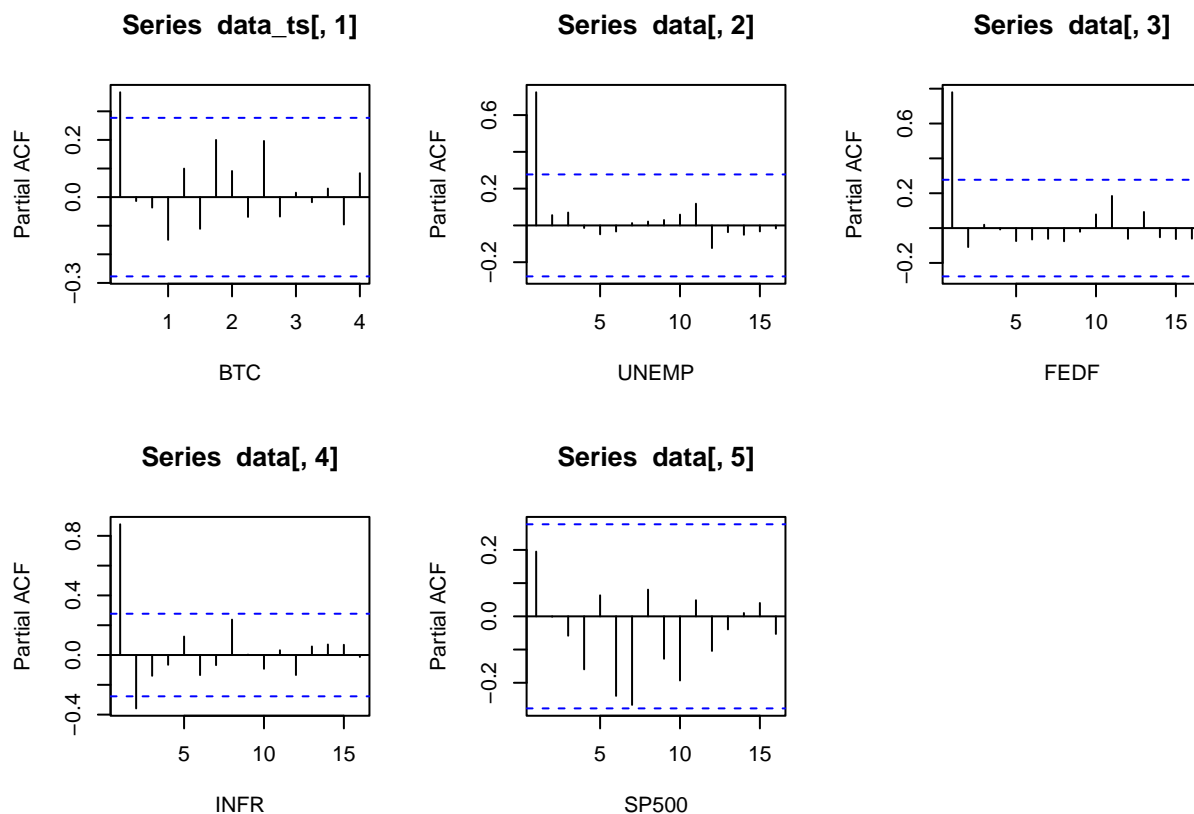 Series data_ts[, 1]
Partial ACF
0.2
0.0
−0.3
1 2 3 4
BTC
Series data[, 2]
Partial ACF
0.6
0.2
−0.2
5 10 15
UNEMP
Series data[, 3]
Partial ACF
0.6
0.2
−0.2
5 10 15
FEDF
Series data[, 4]
Partial ACF
0.8
0.4
0.0
−0.4
5 10 15
INFR
Series data[, 5]
Partial ACF
0.2
0.0
−0.2
5 10 15
SP500